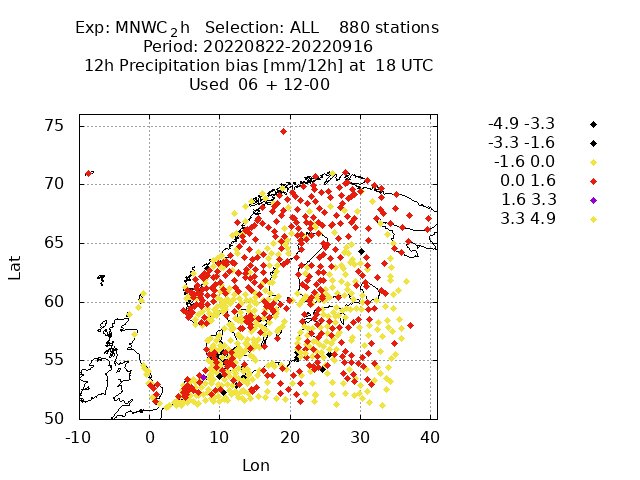 Exp: MNWC_2h Selection: ALL 880 stations
Period: 20220822-20220916
12h Precipitation bias [mm/12h] at 18 UTC
Used 06 + 12-00
-4.9 -3.3
-3.3 -1.6
-1.6 0.0
0.0 1.6
1.6 3.3
3.3 4.9
75
70
65
60
55
50
Lat
-10 0 10 20 30 40
Lon